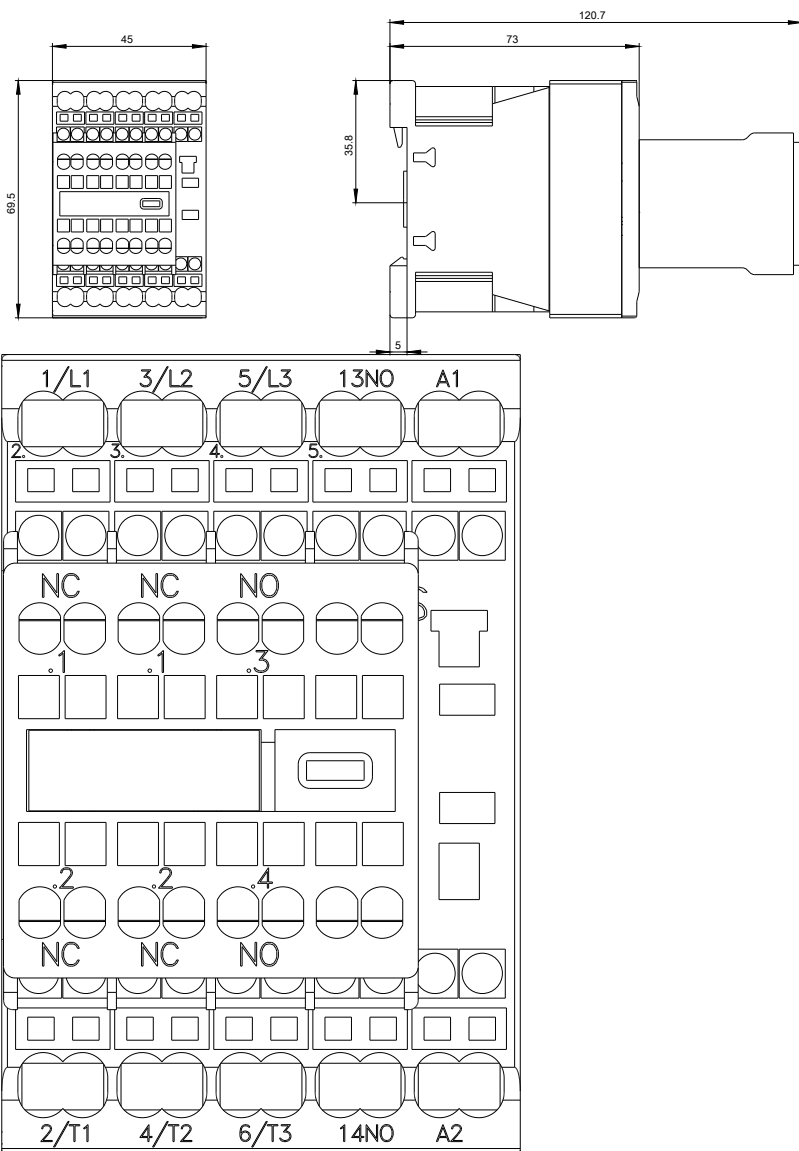 120.7
45
73
35.8
69.5
5
1/L1 3/L2 5/L3 13NO A1
2. 3. 4. 5.
NC NC NO
.1 .1 .3
.2 .2 .4
NC NC NO
2/T1 4/T2 6/T3 14NO A2